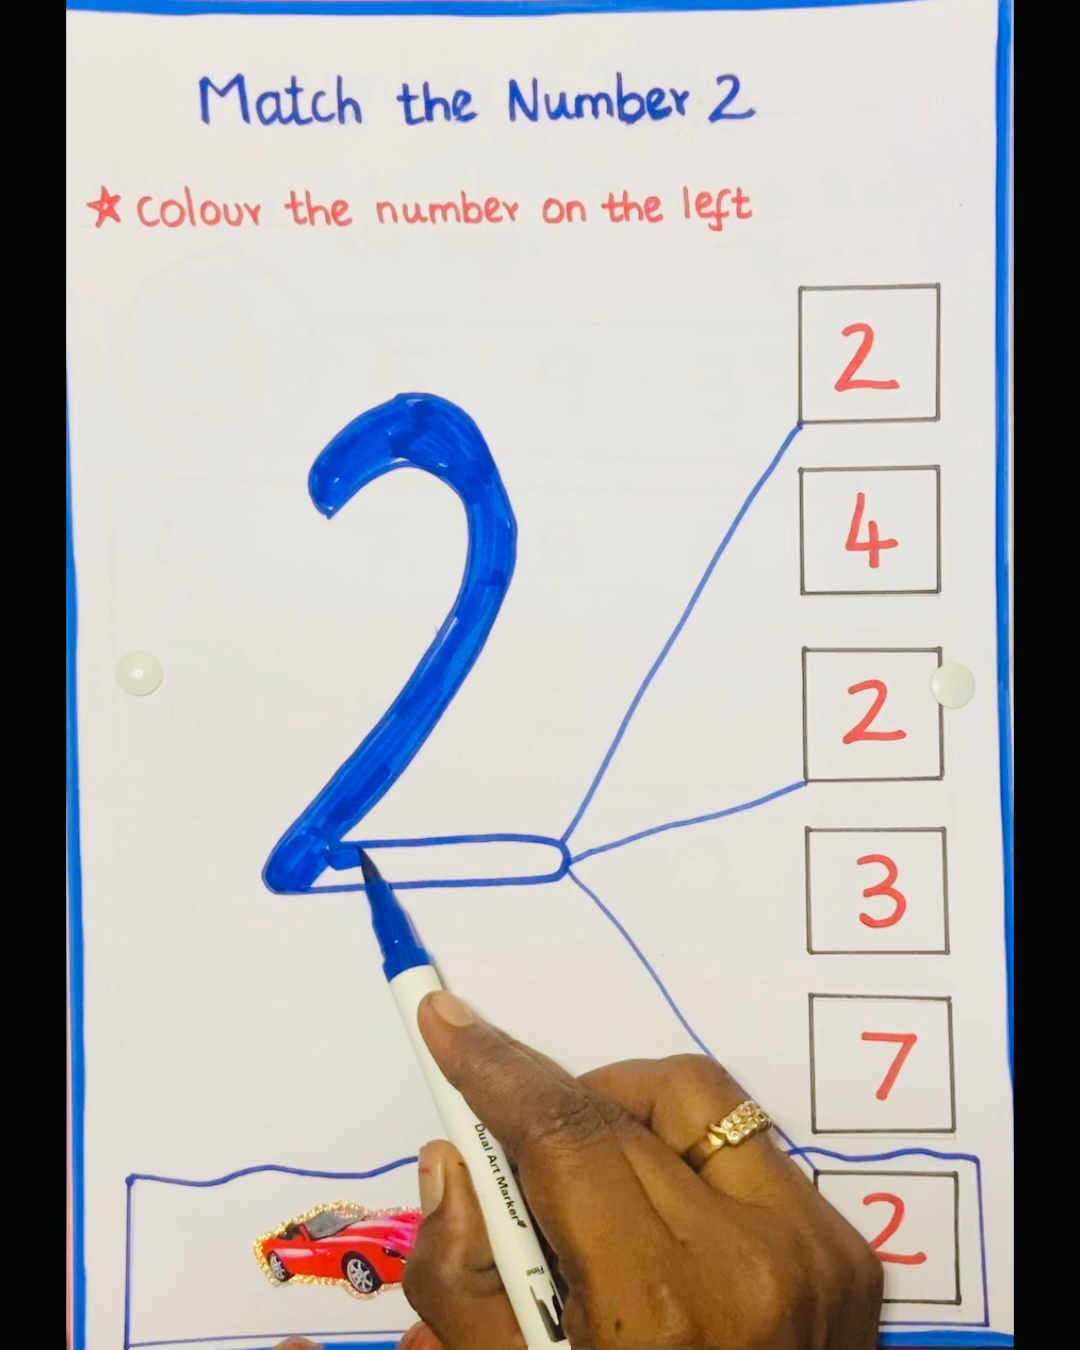 Match the Number 2
☆ Colour the number on the left
2
4
2
2
3
7
2
Dual Art Marker
Fine